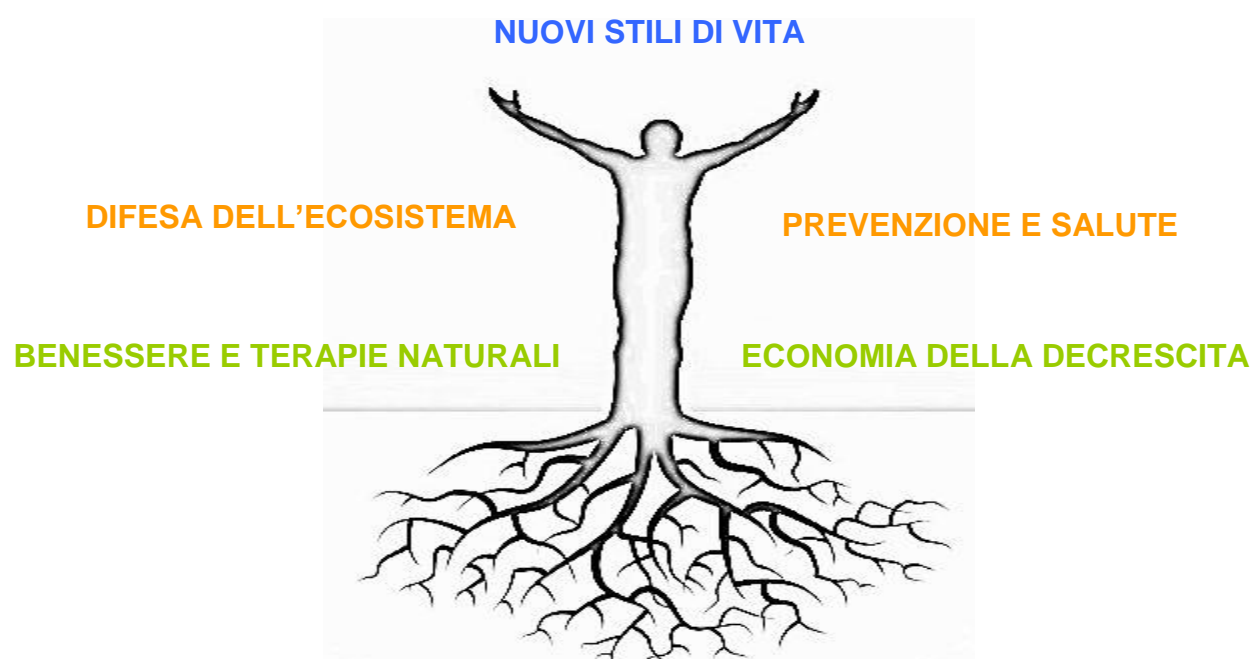 NUOVI STILI DI VITA
DIFESA DELL’ECOSISTEMA
PREVENZIONE E SALUTE
BENESSERE E TERAPIE NATURALI
ECONOMIA DELLA DECRESCITA